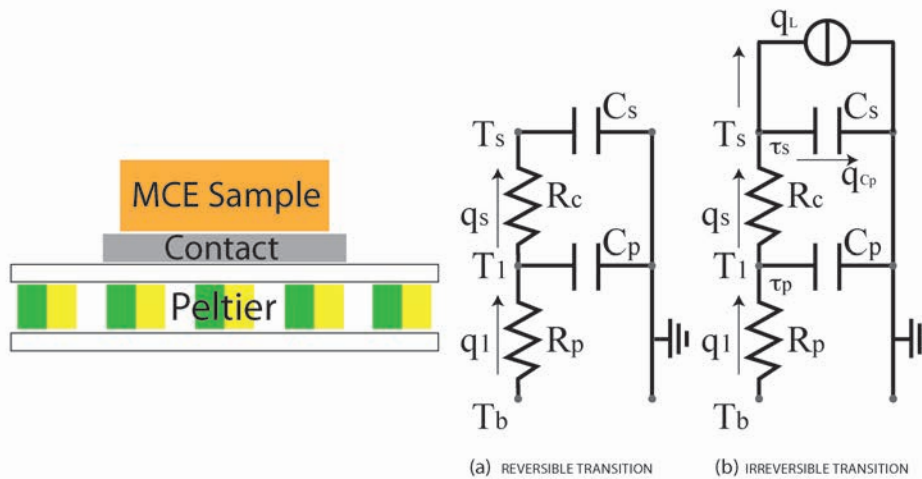 MCE Sample
Contact
Peltier
Ts
Cs
qs
Rc
T1
Cp
q1
Rp
Tb
(a) REVERSIBLE TRANSITION
qL
Ts
Cs
τs
qCp
qs
Rc
T1
Cp
τp
q1
Rp
Tb
(b) IRREVERSIBLE TRANSITION